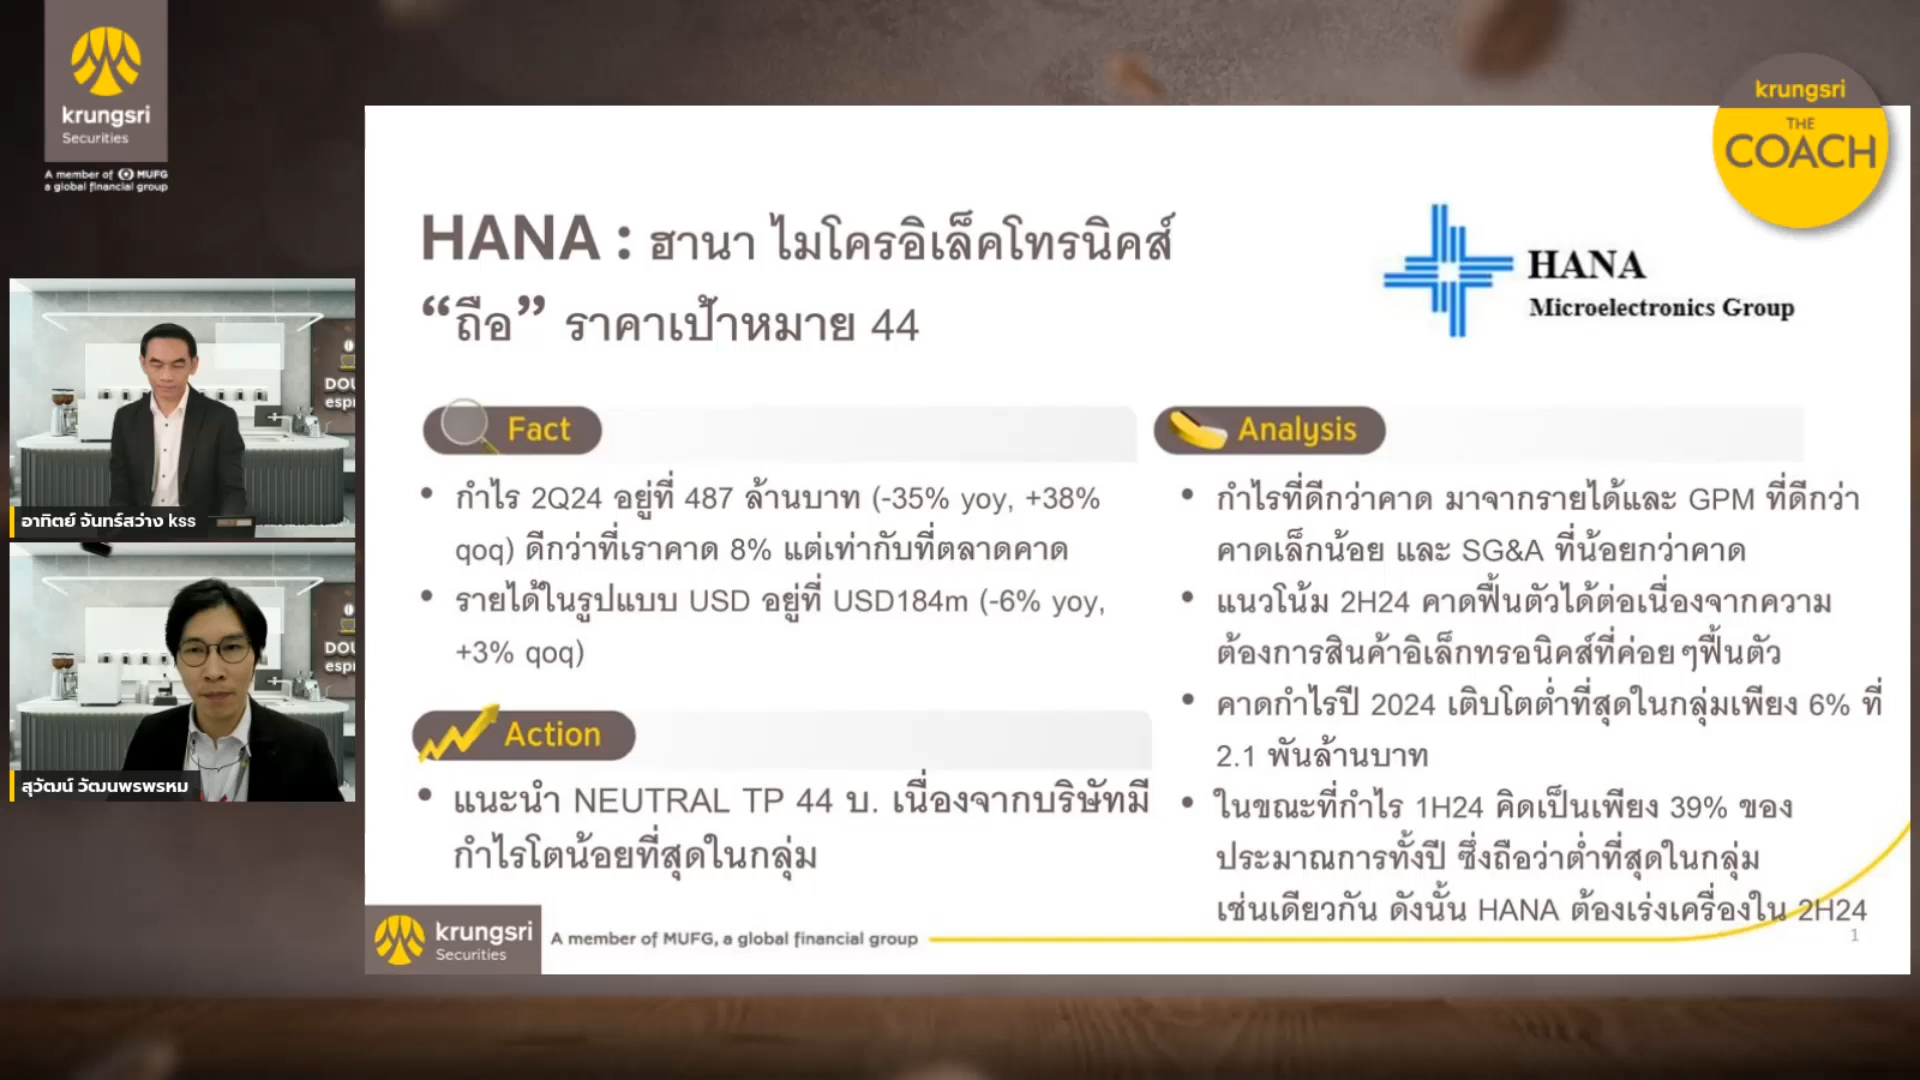 krungsri
Securities
A member of MUFG
a global financial group
krungsri
THE
COACH
HANA : ฮานา ไมโครอิเล็คโทรนิคส์
“ถือ” ราคาเป้าหมาย 44
HANA
Microelectronics Group
Fact
• กำไร 2Q24 อยู่ที่ 487 ล้านบาท (-35% yoy, +38%
qoq) ดีกว่าที่เราคาด 8% แต่เท่ากับที่ตลาดคาด
• รายได้ในรูปแบบ USD อยู่ที่ USD184m (-6% yoy,
+3% qoq)
Action
• แนะนำ NEUTRAL TP 44 บ. เนื่องจากบริษัทมี
กำไรโตน้อยที่สุดในกลุ่ม
Analysis
• กำไรที่ดีกว่าคาด มาจากรายได้และ GPM ที่ดีกว่า
คาดเล็กน้อย และ SG&A ที่น้อยกว่าคาด
• แนวโน้ม 2H24 คาดฟื้นตัวได้ต่อเนื่องจากความ
ต้องการสินค้าอิเล็กทรอนิคส์ที่ค่อยๆฟื้นตัว
• คาดกำไรปี 2024 เติบโตต่ำที่สุดในกลุ่มเพียง 6% ที่
2.1 พันล้านบาท
• ในขณะที่กำไร 1H24 คิดเป็นเพียง 39% ของ
ประมาณการทั้งปี ซึ่งถือว่าต่ำที่สุดในกลุ่ม
เช่นเดียวกัน ดังนั้น HANA ต้องเร่งเครื่องใน 2H24
krungsri
Securities
A member of MUFG, a global financial group
1
DOU
espr
อาทิตย์ จันทร์สว่าง kss
DOU
espr
สุวัฒน์ วัฒนพรพรหม